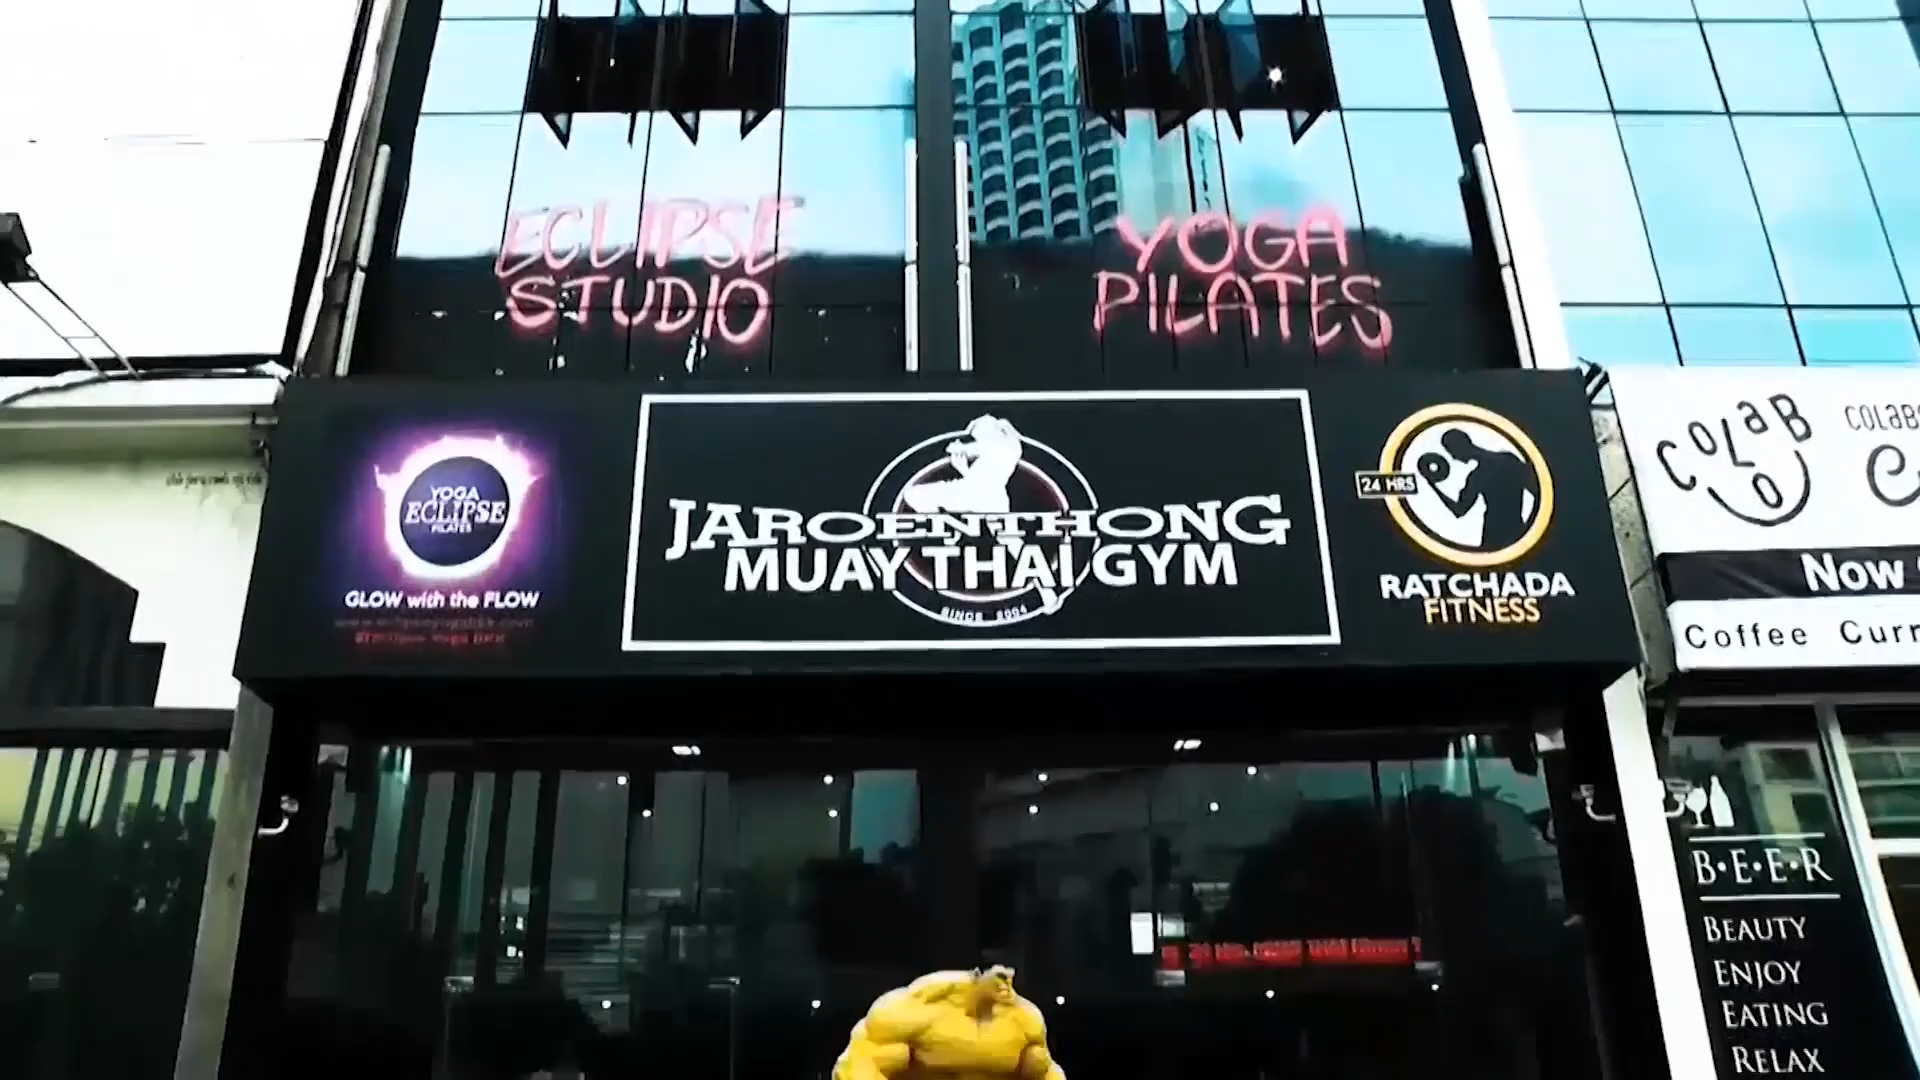 ECLIPSE
STUDIO
YOGA
PILATES
YOGA
ECLIPSE
PILATES
GLOW with the FLOW
JAROENTHONG
MUAY THAI GYM
SINCE 2004
24 HRS
RATCHADA
FITNESS
COLaBO
COLaB
Now
Coffee Curr
B•E•E•R
BEAUTY
ENJOY
EATING
RELAX